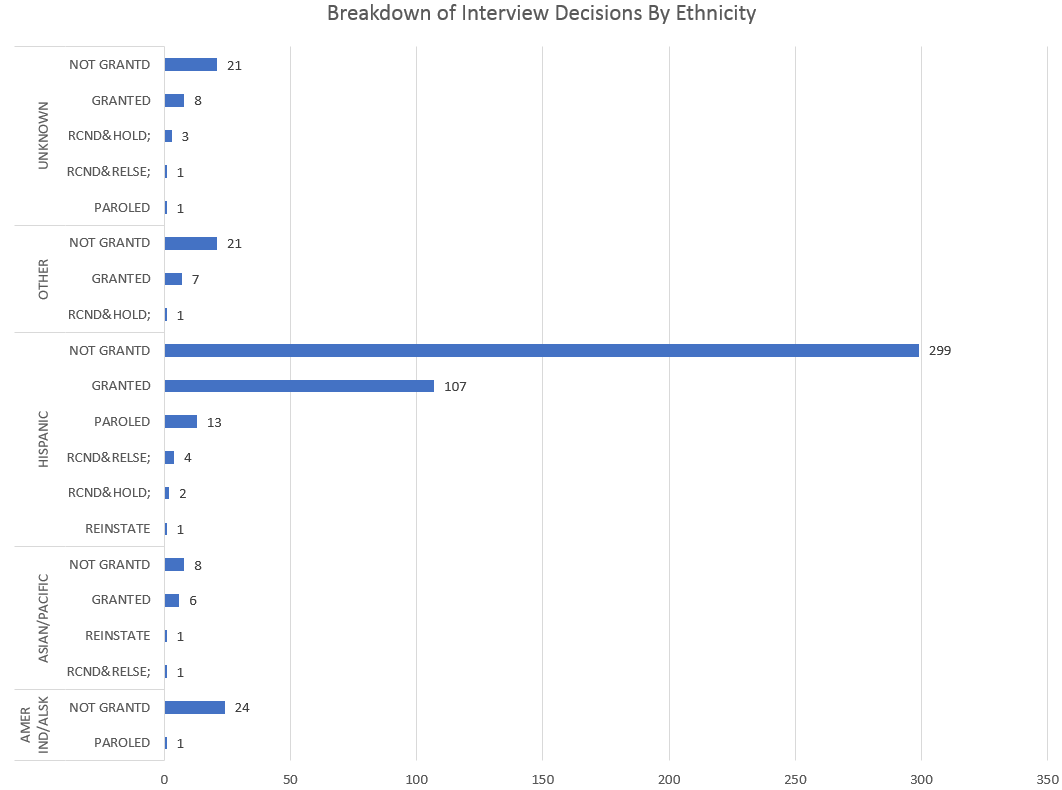 Breakdown of Interview Decisions By Ethnicity
UNKNOWN
NOT GRANTD 21
GRANTED 8
RCND&HOLD; 3
RCND&RELSE; 1
PAROLED 1
OTHER
NOT GRANTD 21
GRANTED 7
RCND&HOLD; 1
HISPANIC
NOT GRANTD 299
GRANTED 107
PAROLED 13
RCND&RELSE; 4
RCND&HOLD; 2
REINSTATE 1
ASIAN/PACIFIC
NOT GRANTD 8
GRANTED 6
REINSTATE 1
RCND&RELSE; 1
AMER
IND/ALSK
NOT GRANTD 24
PAROLED 1
0 50 100 150 200 250 300 350